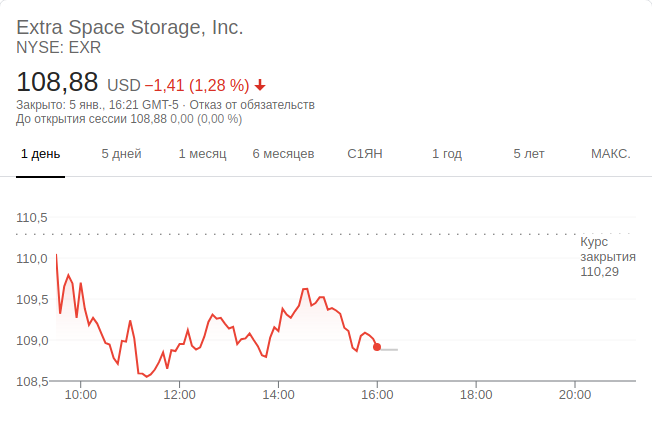 Extra Space Storage, Inc.
NYSE: EXR
108,88 USD −1,41 (1,28 %)
Закрыто: 5 янв., 16:21 GMT-5 · Отказ от обязательств
До открытия сессии 108,88 0,00 (0,00 %)
1 день 5 дней 1 месяц 6 месяцев С1ЯН 1 год 5 лет МАКС.
110,5
Курс
закрытия
110,29
110,0
109,5
109,0
108,5
10:00 12:00 14:00 16:00 18:00 20:00